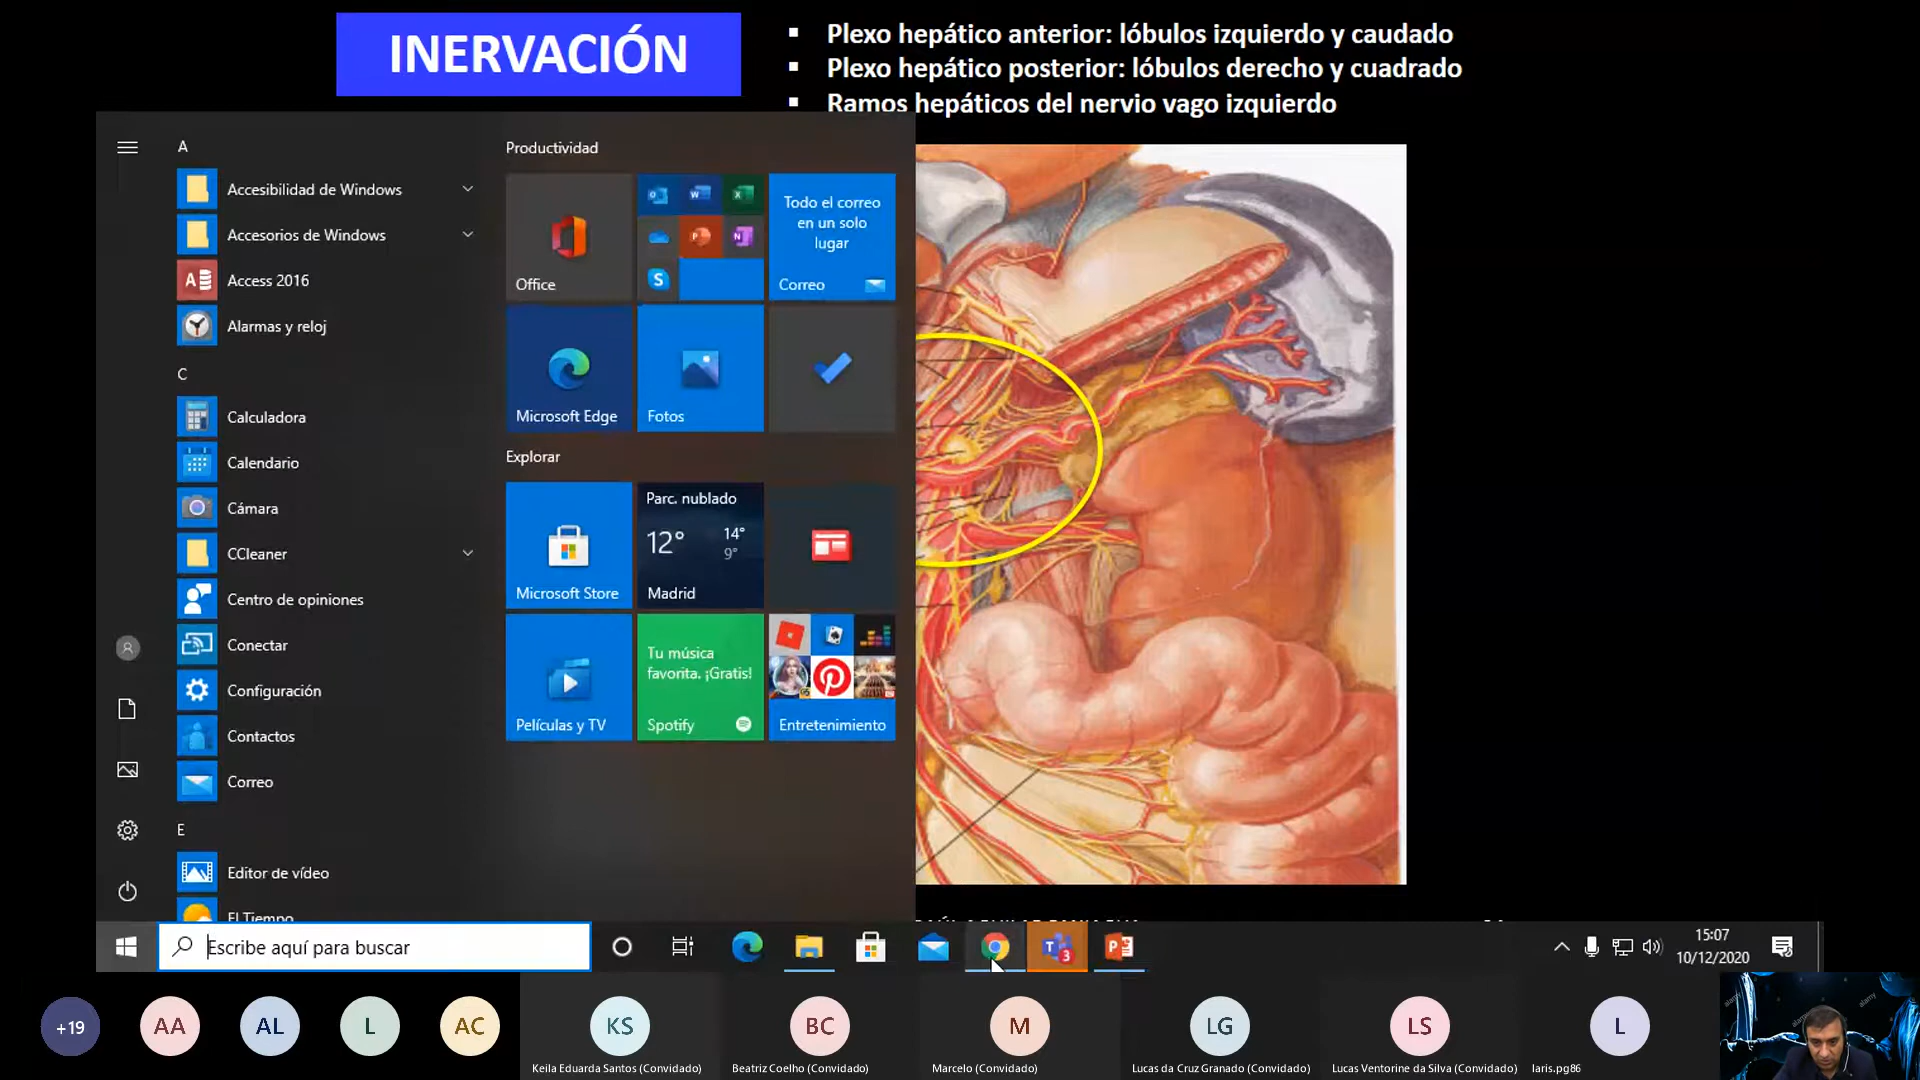 INERVACIÓN
▪ Plexo hepático anterior: lóbulos izquierdo y caudado
▪ Plexo hepático posterior: lóbulos derecho y cuadrado
▪ Ramos hepáticos del nervio vago izquierdo
A
Accesibilidad de Windows
Accesorios de Windows
Access 2016
Alarmas y reloj
C
Calculadora
Calendario
Cámara
CCleaner
Centro de opiniones
Conectar
Configuración
Contactos
Correo
E
Editor de vídeo
El Tiempo
Productividad
Office
Todo el correo
en un solo
lugar
Correo
Microsoft Edge
Fotos
Explorar
Microsoft Store
Parc. nublado
12° 14°
9°
Madrid
Películas y TV
Tu música
favorita. ¡Gratis!
Spotify
Entretenimiento
Escribe aquí para buscar
3
15:07
10/12/2020
+19
AA
AL
L
AC
KS
Keila Eduarda Santos (Convidado)
BC
Beatriz Coelho (Convidado)
M
Marcelo (Convidado)
LG
Lucas da Cruz Granado (Convidado)
LS
Lucas Ventorine da Silva (Convidado)
L
laris.pg86
alamy
alamy